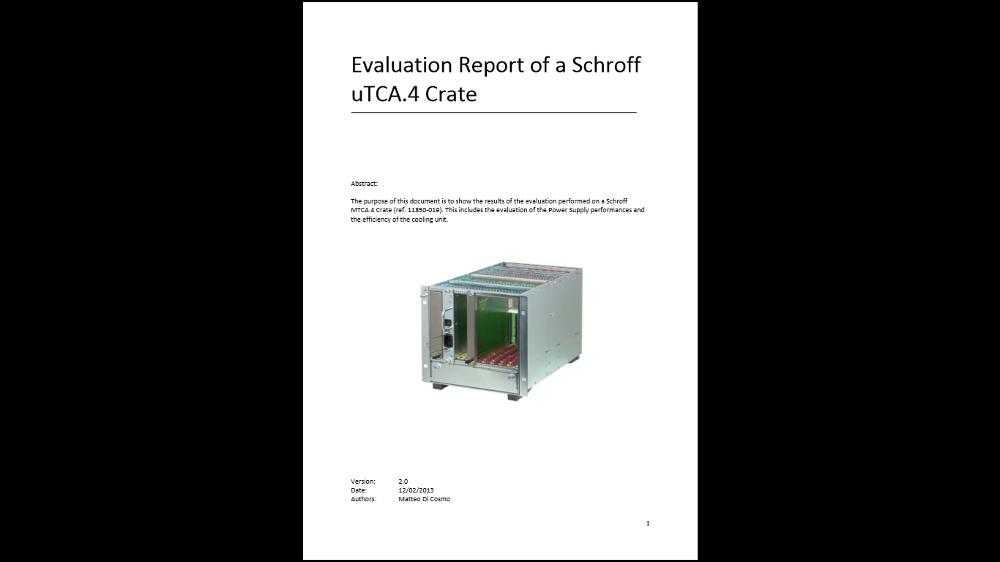 Evaluation Report of a Schroff
uTCA.4 Crate
Abstract:
The purpose of this document is to show the results of the evaluation performed on a Schroff
MTCA.4 Crate (ref. 11850-019). This includes the evaluation of the Power Supply performances and
the efficiency of the cooling unit.
Version: 2.0
Date: 12/02/2013
Authors: Matteo Di Cosmo
1